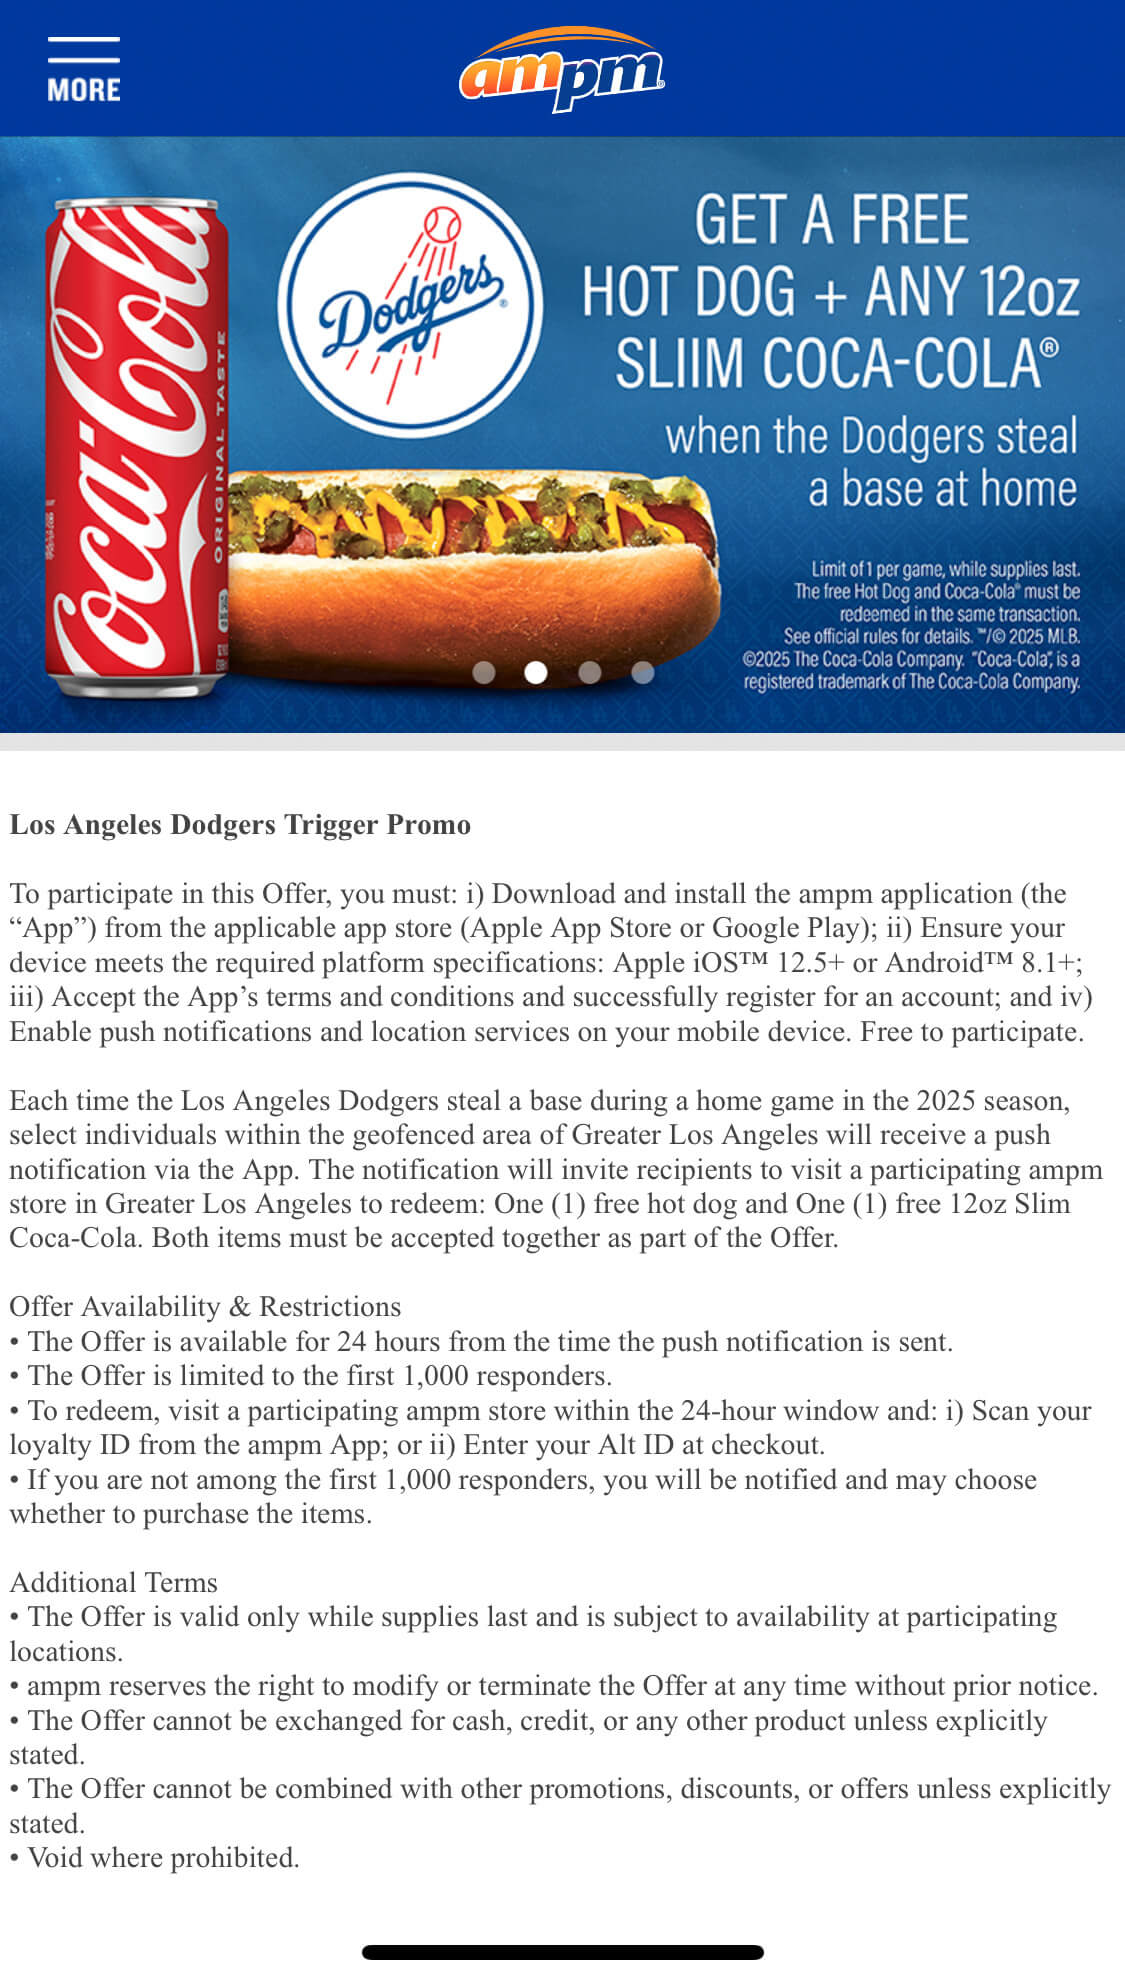 MORE
ampm
GET A FREE
HOT DOG + ANY 12oz
SLIIM COCA-COLA®
when the Dodgers steal
a base at home
Limit of 1 per game, while supplies last.
The free Hot Dog and Coca-Cola® must be
redeemed in the same transaction.
See official rules for details. ™/© 2025 MLB.
©2025 The Coca-Cola Company. "Coca-Cola", is a
registered trademark of The Coca-Cola Company.
Dodgers
Coca-Cola
ORIGINAL TASTE
Los Angeles Dodgers Trigger Promo
To participate in this Offer, you must: i) Download and install the ampm application (the
“App”) from the applicable app store (Apple App Store or Google Play); ii) Ensure your
device meets the required platform specifications: Apple iOS™ 12.5+ or Android™ 8.1+;
iii) Accept the App’s terms and conditions and successfully register for an account; and iv)
Enable push notifications and location services on your mobile device. Free to participate.
Each time the Los Angeles Dodgers steal a base during a home game in the 2025 season,
select individuals within the geofenced area of Greater Los Angeles will receive a push
notification via the App. The notification will invite recipients to visit a participating ampm
store in Greater Los Angeles to redeem: One (1) free hot dog and One (1) free 12oz Slim
Coca-Cola. Both items must be accepted together as part of the Offer.
Offer Availability & Restrictions
• The Offer is available for 24 hours from the time the push notification is sent.
• The Offer is limited to the first 1,000 responders.
• To redeem, visit a participating ampm store within the 24-hour window and: i) Scan your
loyalty ID from the ampm App; or ii) Enter your Alt ID at checkout.
• If you are not among the first 1,000 responders, you will be notified and may choose
whether to purchase the items.
Additional Terms
• The Offer is valid only while supplies last and is subject to availability at participating
locations.
• ampm reserves the right to modify or terminate the Offer at any time without prior notice.
• The Offer cannot be exchanged for cash, credit, or any other product unless explicitly
stated.
• The Offer cannot be combined with other promotions, discounts, or offers unless explicitly
stated.
• Void where prohibited.